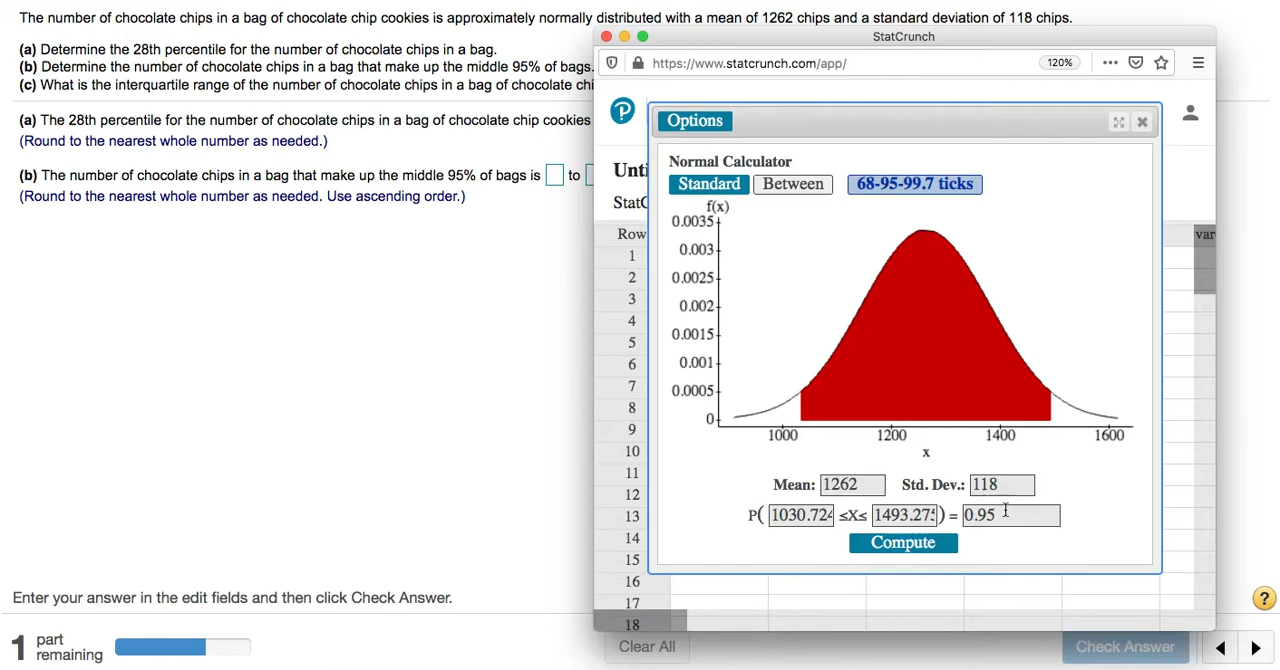 The number of chocolate chips in a bag of chocolate chip cookies is approximately normally distributed with a mean of 1262 chips and a standard deviation of 118 chips.
(a) Determine the 28th percentile for the number of chocolate chips in a bag.
(b) Determine the number of chocolate chips in a bag that make up the middle 95% of bags.
(c) What is the interquartile range of the number of chocolate chips in a bag of chocolate
(a) The 28th percentile for the number of chocolate chips in a bag of chocolate chip cookies
(Round to the nearest whole number as needed.)
(b) The number of chocolate chips in a bag that make up the middle 95% of bags is to
(Round to the nearest whole number as needed. Use ascending order.)
Enter your answer in the edit fields and then click Check Answer.
1 part remaining
Clear All
Check Answer
?
StatCrunch
https://www.statcrunch.com/app/
120%
P
Options
Normal Calculator
Standard Between 68-95-99.7 ticks
f(x)
0.0035
0.003
0.0025
0.002
0.0015
0.001
0.0005
0
1000 1200 1400 1600
x
Mean: 1262 Std. Dev.: 118
P( 1030.724 ≤X≤ 1493.275 ) = 0.95
Compute
Row
var
1
2
3
4
5
6
7
8
9
10
11
12
13
14
15
16
17
18